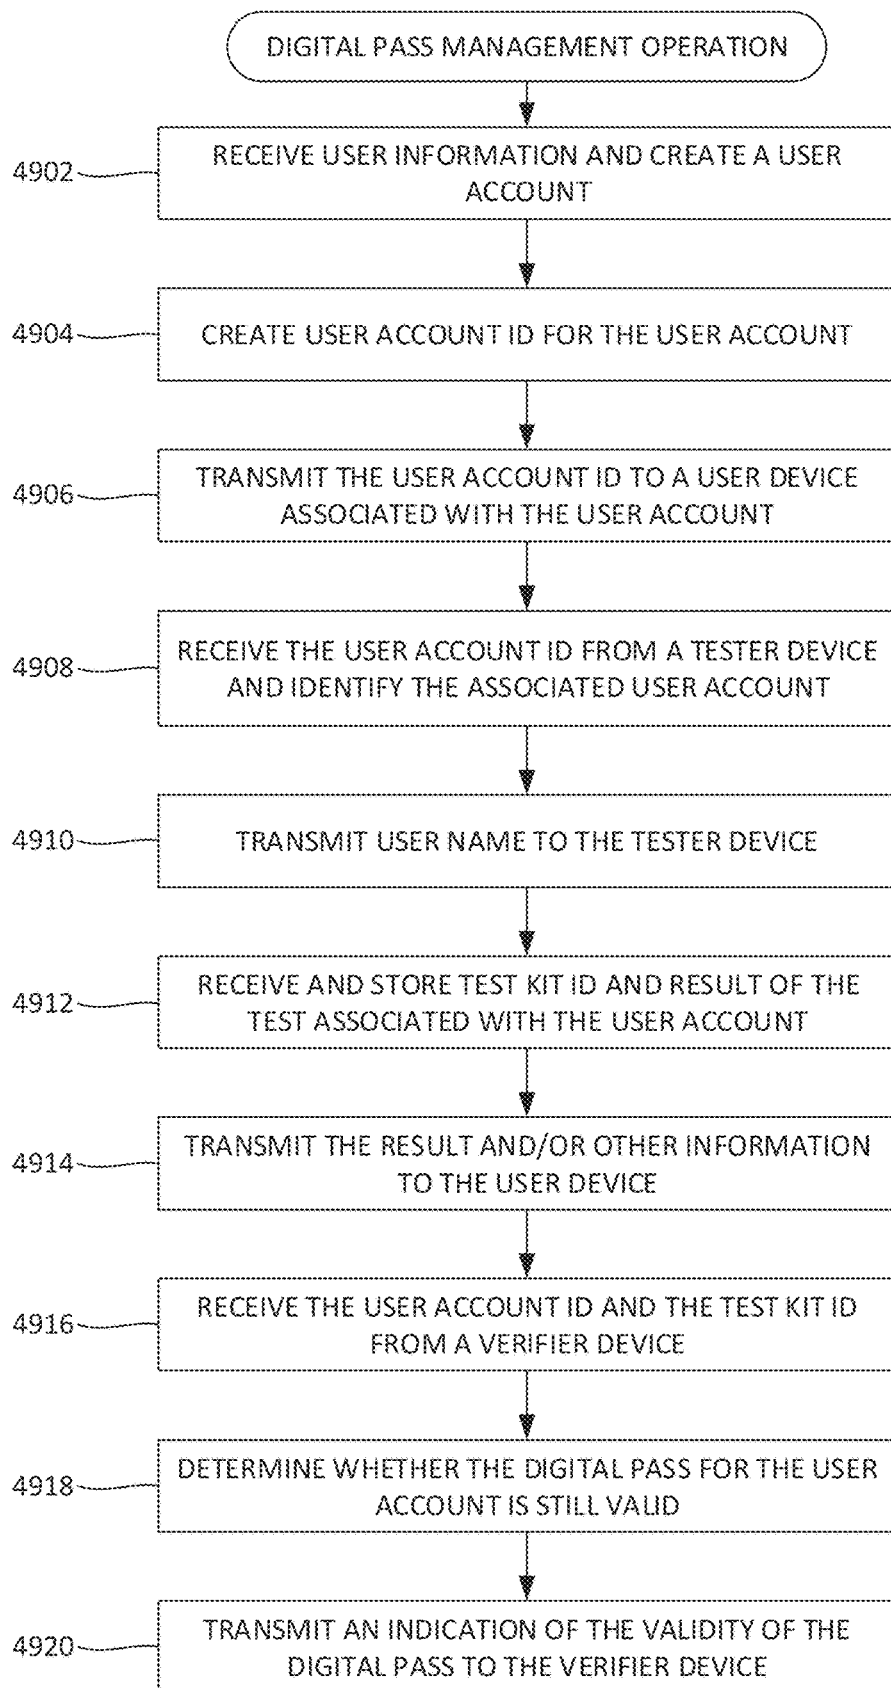 DIGITAL PASS MANAGEMENT OPERATION
4902
RECEIVE USER INFORMATION AND CREATE A USER
ACCOUNT
4904
CREATE USER ACCOUNT ID FOR THE USER ACCOUNT
4906
TRANSMIT THE USER ACCOUNT ID TO A USER DEVICE
ASSOCIATED WITH THE USER ACCOUNT
4908
RECEIVE THE USER ACCOUNT ID FROM A TESTER DEVICE
AND IDENTIFY THE ASSOCIATED USER ACCOUNT
4910
TRANSMIT USER NAME TO THE TESTER DEVICE
4912
RECEIVE AND STORE TEST KIT ID AND RESULT OF THE
TEST ASSOCIATED WITH THE USER ACCOUNT
4914
TRANSMIT THE RESULT AND/OR OTHER INFORMATION
TO THE USER DEVICE
4916
RECEIVE THE USER ACCOUNT ID AND THE TEST KIT ID
FROM A VERIFIER DEVICE
4918
DETERMINE WHETHER THE DIGITAL PASS FOR THE USER
ACCOUNT IS STILL VALID
4920
TRANSMIT AN INDICATION OF THE VALIDITY OF THE
DIGITAL PASS TO THE VERIFIER DEVICE